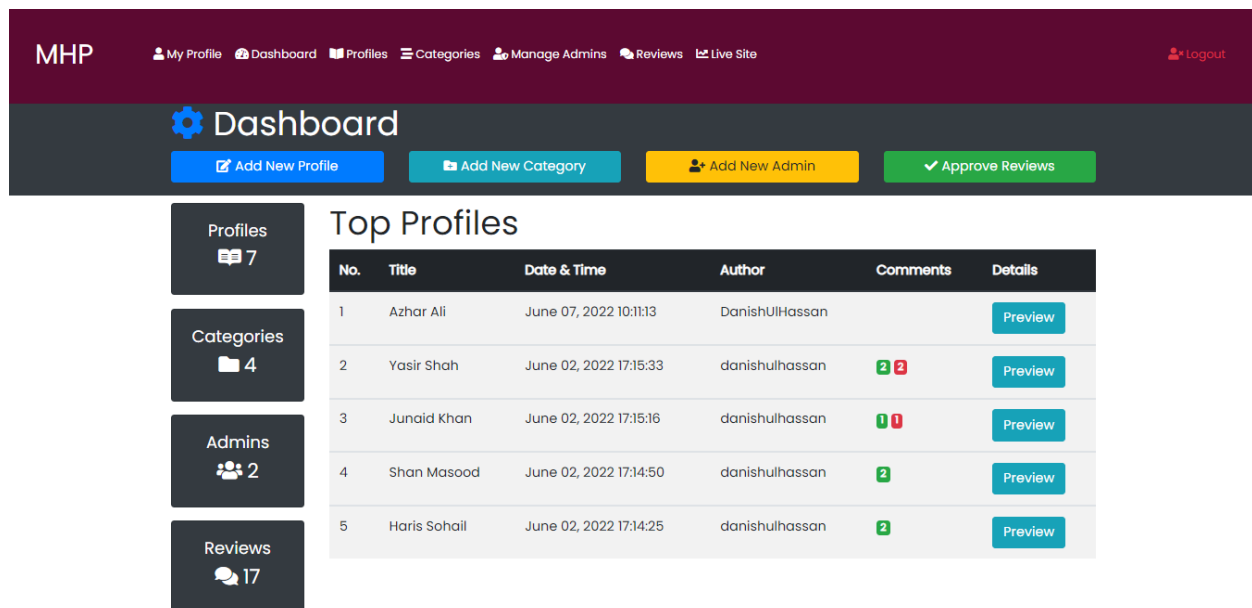 MHP My Profile Dashboard Profiles Categories Manage Admins Reviews Live Site Logout
Dashboard
Add New Profile Add New Category Add New Admin Approve Reviews
Profiles
7
Categories
4
Admins
2
Reviews
17
Top Profiles
No. Title Date & Time Author Comments Details
1 Azhar Ali June 07, 2022 10:11:13 DanishUlHassan Preview
2 Yasir Shah June 02, 2022 17:15:33 danishulhassan 2 2 Preview
3 Junaid Khan June 02, 2022 17:15:16 danishulhassan 1 1 Preview
4 Shan Masood June 02, 2022 17:14:50 danishulhassan 2 Preview
5 Haris Sohail June 02, 2022 17:14:25 danishulhassan 2 Preview